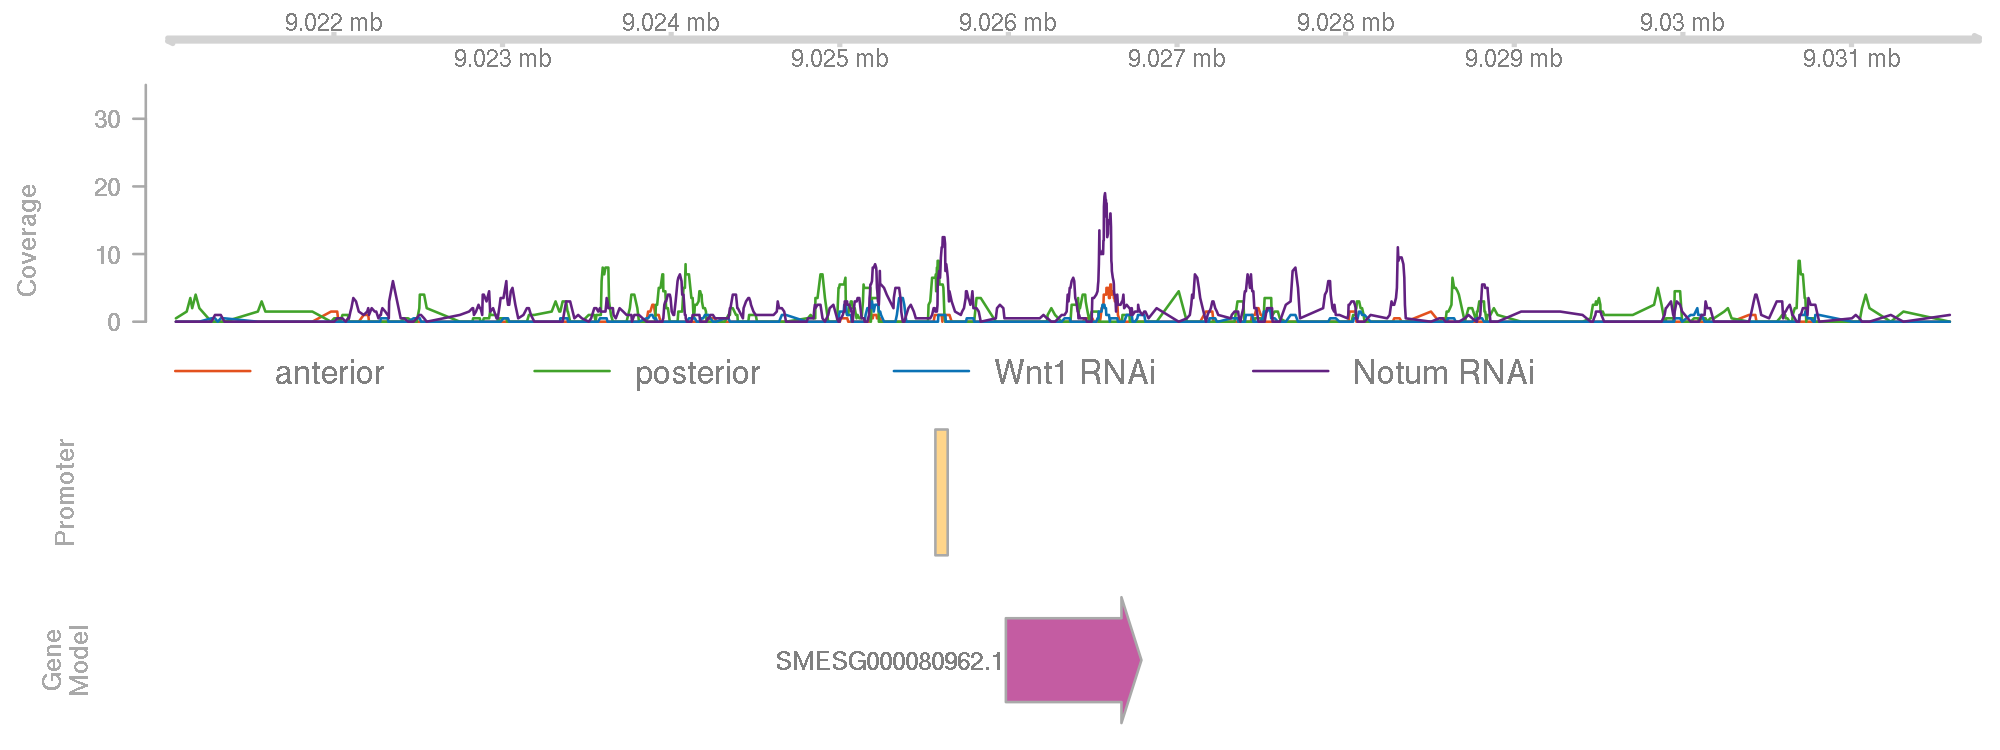 9.022 mb 9.024 mb 9.026 mb 9.028 mb 9.03 mb
9.023 mb 9.025 mb 9.027 mb 9.029 mb 9.031 mb
Coverage
30
20
10
0
anterior posterior Wnt1 RNAi Notum RNAi
Promoter
Gene
Model
SMESG000080962.1